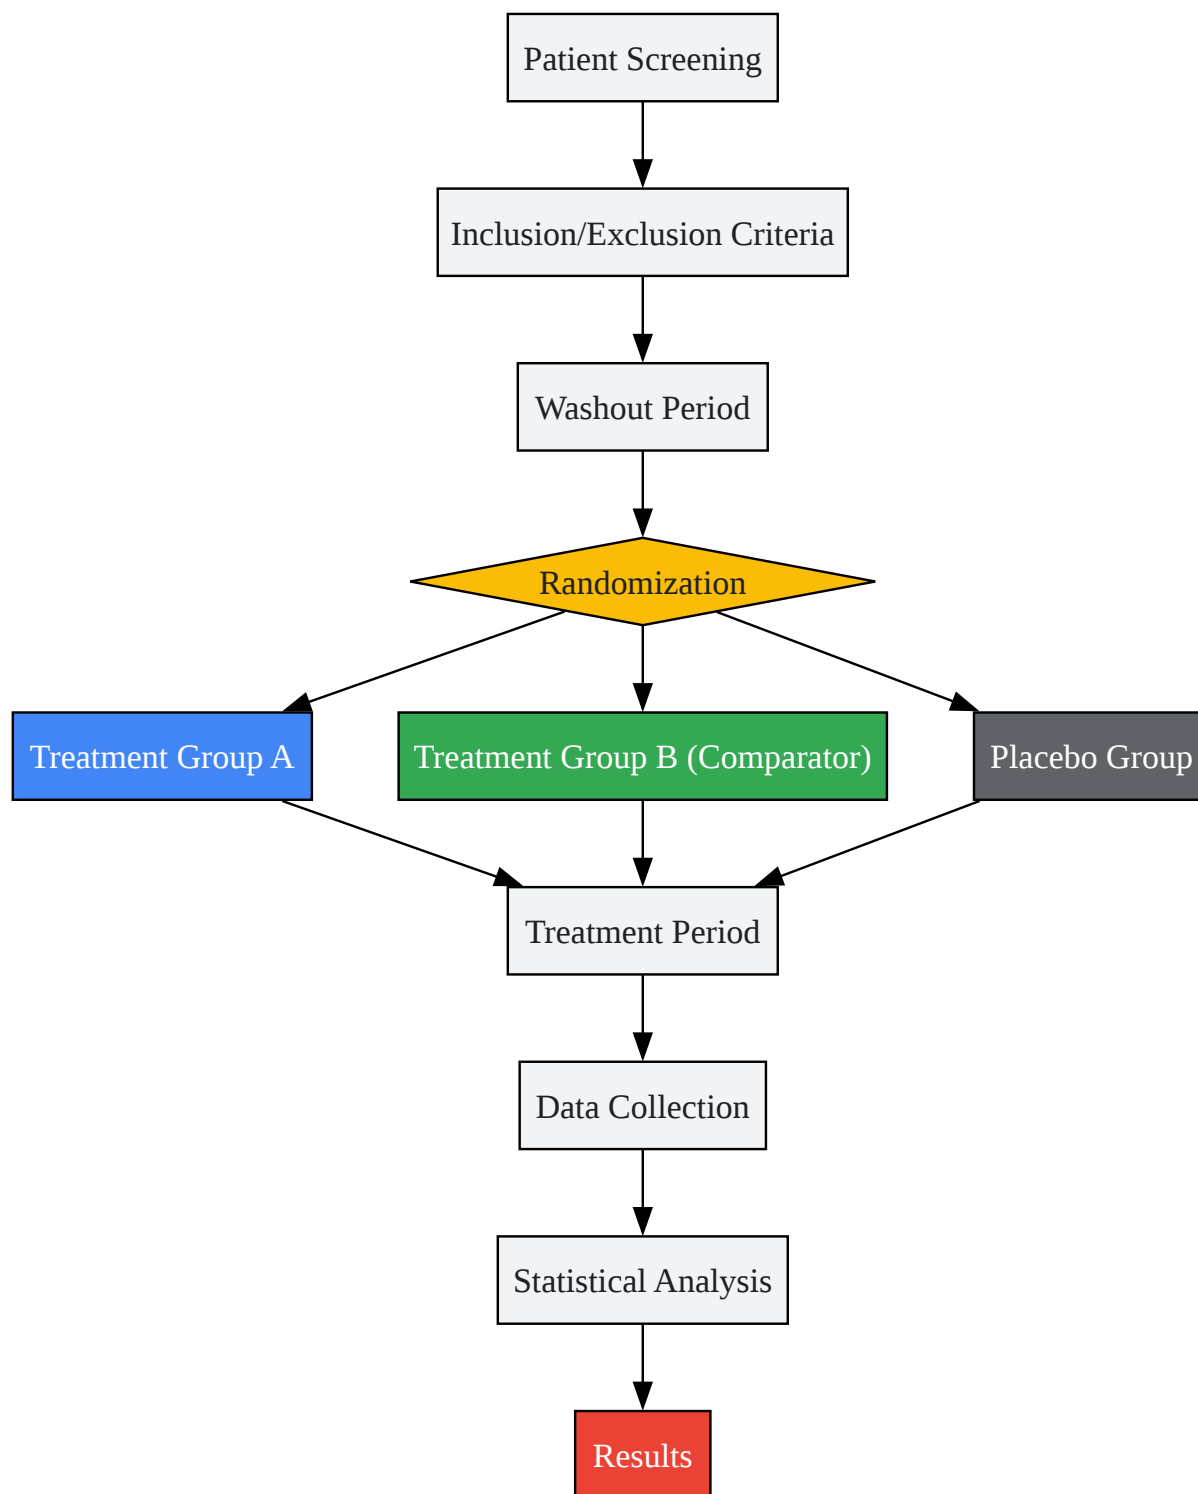 Patient Screening
Inclusion/Exclusion Criteria
Washout Period
Randomization
Treatment Group A
Treatment Group B (Comparator)
Placebo Group
Treatment Period
Data Collection
Statistical Analysis
Results